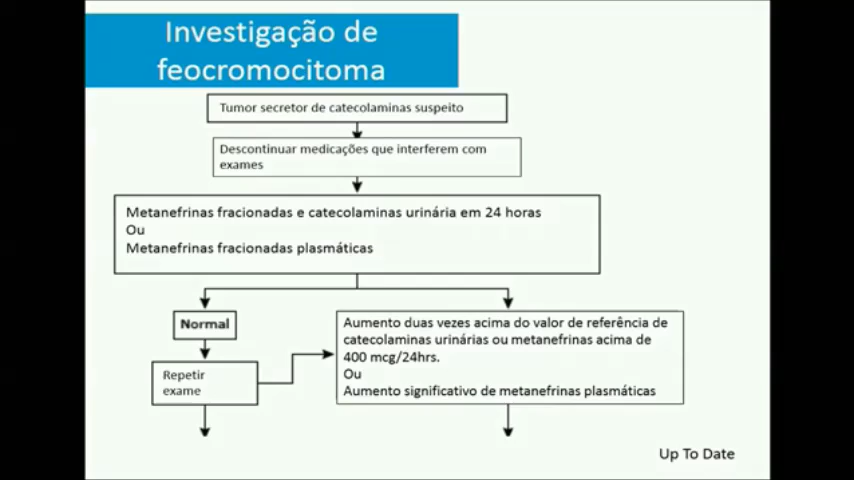 Investigação de
feocromocitoma
Tumor secretor de catecolaminas suspeito
Descontinuar medicações que interferem com
exames
Metanefrinas fracionadas e catecolaminas urinária em 24 horas
Ou
Metanefrinas fracionadas plasmáticas
Normal
Aumento duas vezes acima do valor de referência de
catecolaminas urinárias ou metanefrinas acima de
400 mcg/24hrs.
Ou
Aumento significativo de metanefrinas plasmáticas
Repetir
exame
Up To Date